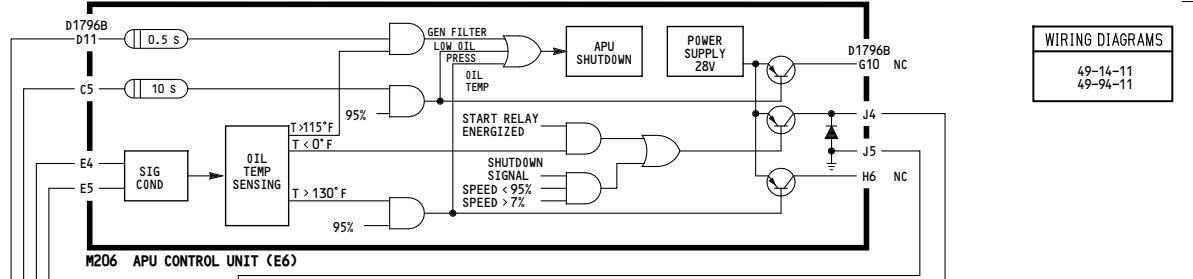 D1796B
D11
0.5 S
C5
10 S
95%
E4
E5
SIG
COND
OIL
TEMP
SENSING
T>115°F
T<0°F
T>130°F
95%
GEN FILTER
LOW OIL
PRESS
OIL
TEMP
APU
SHUTDOWN
POWER
SUPPLY
28V
START RELAY
ENERGIZED
SHUTDOWN
SIGNAL
SPEED <95%
SPEED >7%
D1796B
G10 NC
J4
J5
H6 NC
M206 APU CONTROL UNIT (E6)
WIRING DIAGRAMS
49-14-11
49-94-11